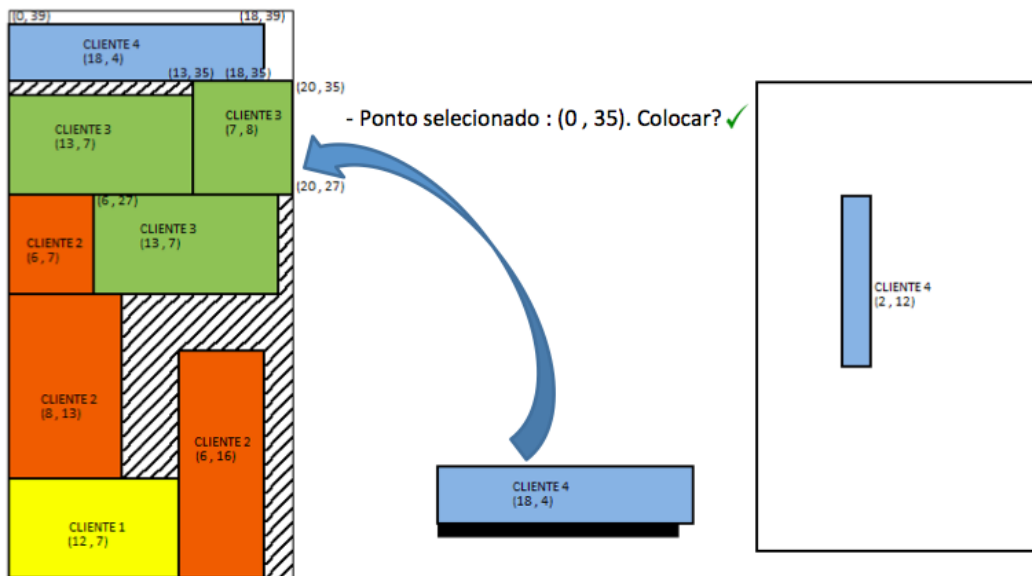 (0, 39)
(18, 39)
CLIENTE 4
(18 , 4)
(13, 35)
(18, 35)
(20, 35)
CLIENTE 3
(13 , 7)
CLIENTE 3
(7 , 8)
- Ponto selecionado : (0 , 35). Colocar?
(20, 27)
(6, 27)
CLIENTE 2
(6 , 7)
CLIENTE 3
(13 , 7)
CLIENTE 4
(2 , 12)
CLIENTE 2
(8 , 13)
CLIENTE 2
(6 , 16)
CLIENTE 4
(18 , 4)
CLIENTE 1
(12 , 7)